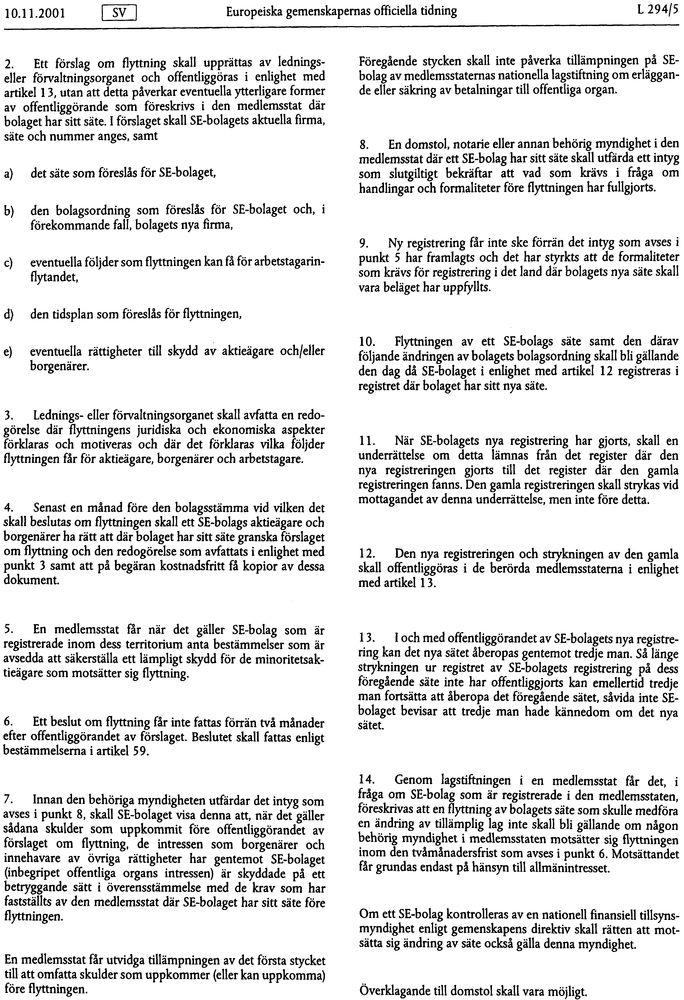 10.11.2001
SV
Europeiska gemenskapernas officiella tidning
L 294/5
2. Ett förslag om flyttning skall upprättas av lednings-
eller förvaltningsorganet och offentliggöras i enlighet med
artikel 13, utan att detta påverkar eventuella ytterligare former
av offentliggörande som föreskrivs i den medlemsstat där
bolaget har sitt säte. I förslaget skall SE-bolagets aktuella firma,
säte och nummer anges, samt
a) det säte som föreslås för SE-bolaget,
b) den bolagsordning som föreslås för SE-bolaget och, i
förekommande fall, bolagets nya firma,
c) eventuella följder som flyttningen kan få för arbetstagarin-
flytandet,
d) den tidsplan som föreslås för flyttningen,
e) eventuella rättigheter till skydd av aktieägare och/eller
borgenärer.
3. Lednings- eller förvaltningsorganet skall avfatta en redo-
görelse där flyttningens juridiska och ekonomiska aspekter
förklaras och motiveras och där det förklaras vilka följder
flyttningen får för aktieägare, borgenärer och arbetstagare.
4. Senast en månad före den bolagsstämma vid vilken det
skall beslutas om flyttningen skall ett SE-bolags aktieägare och
borgenärer ha rätt att där bolaget har sitt säte granska förslaget
om flyttning och den redogörelse som avfattats i enlighet med
punkt 3 samt att på begäran kostnadsfritt få kopior av dessa
dokument.
5. En medlemsstat får när det gäller SE-bolag som är
registrerade inom dess territorium anta bestämmelser som är
avsedda att säkerställa ett lämpligt skydd för de minoritetsak-
tieägare som motsätter sig flyttning.
6. Ett beslut om flyttning får inte fattas förrän två månader
efter offentliggörandet av förslaget. Beslutet skall fattas enligt
bestämmelserna i artikel 59.
7. Innan den behöriga myndigheten utfärdar det intyg som
avses i punkt 8, skall SE-bolaget visa denna att, när det gäller
sådana skulder som uppkommit före offentliggörandet av
förslaget om flyttning, de intressen som borgenärer och
innehavare av övriga rättigheter har gentemot SE-bolaget
(inbegripet offentliga organs intressen) är skyddade på ett
betryggande sätt i överensstämmelse med de krav som har
fastställts av den medlemsstat där SE-bolaget har sitt säte före
flyttningen.
En medlemsstat får utvidga tillämpningen av det första stycket
till att omfatta skulder som uppkommer (eller kan uppkomma)
före flyttningen.
Föregående stycken skall inte påverka tillämpningen på SE-
bolag av medlemsstaternas nationella lagstiftning om erläggan-
de eller säkring av betalningar till offentliga organ.
8. En domstol, notarie eller annan behörig myndighet i den
medlemsstat där ett SE-bolag har sitt säte skall utfärda ett intyg
som slutgiltigt bekräftar att vad som krävs i fråga om
handlingar och formaliteter före flyttningen har fullgjorts.
9. Ny registrering får inte ske förrän det intyg som avses i
punkt 5 har framlagts och det har styrkts att de formaliteter
som krävs för registrering i det land där bolagets nya säte skall
vara beläget har uppfyllts.
10. Flyttningen av ett SE-bolags säte samt den därav
följande ändringen av bolagets bolagsordning skall bli gällande
den dag då SE-bolaget i enlighet med artikel 12 registreras i
registret där bolaget har sitt nya säte.
11. När SE-bolagets nya registrering har gjorts, skall en
underrättelse om detta lämnas från det register där den
nya registreringen gjorts till det register där den gamla
registreringen fanns. Den gamla registreringen skall strykas vid
mottagandet av denna underrättelse, men inte före detta.
12. Den nya registreringen och strykningen av den gamla
skall offentliggöras i de berörda medlemsstaterna i enlighet
med artikel 13.
13. I och med offentliggörandet av SE-bolagets nya registre-
ring kan det nya sätet åberopas gentemot tredje man. Så länge
strykningen ur registret av SE-bolagets registrering på dess
föregående säte inte har offentliggjorts kan emellertid tredje
man fortsätta att åberopa det föregående sätet, såvida inte SE-
bolaget bevisar att tredje man hade kännedom om det nya
sätet.
14. Genom lagstiftningen i en medlemsstat får det, i
fråga om SE-bolag som är registrerade i den medlemsstaten,
föreskrivas att en flyttning av bolagets säte som skulle medföra
en ändring av tillämplig lag inte skall bli gällande om någon
behörig myndighet i medlemsstaten motsätter sig flyttningen
inom den tvåmånadersfrist som avses i punkt 6. Motsättandet
får grundas endast på hänsyn till allmänintresset.
Om ett SE-bolag kontrolleras av en nationell finansiell tillsyns-
myndighet enligt gemenskapens direktiv skall rätten att mot-
sätta sig ändring av säte också gälla denna myndighet.
Överklagande till domstol skall vara möjligt.